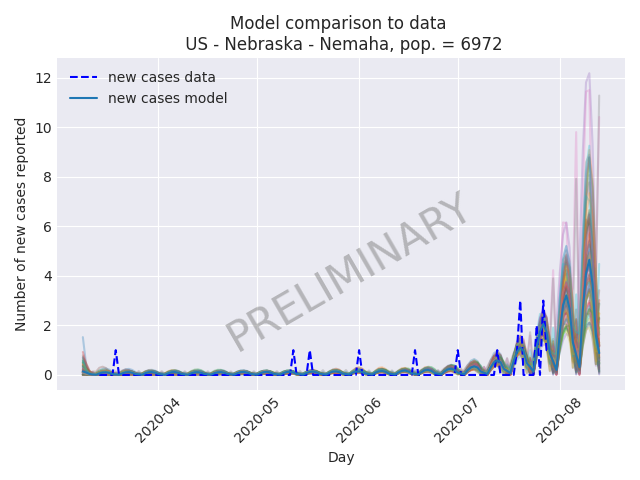 Model comparison to data
US - Nebraska - Nemaha, pop. = 6972
new cases data
new cases model
PRELIMINARY
Number of new cases reported
12
10
8
6
4
2
0
2020-04
2020-05
2020-06
2020-07
2020-08
Day